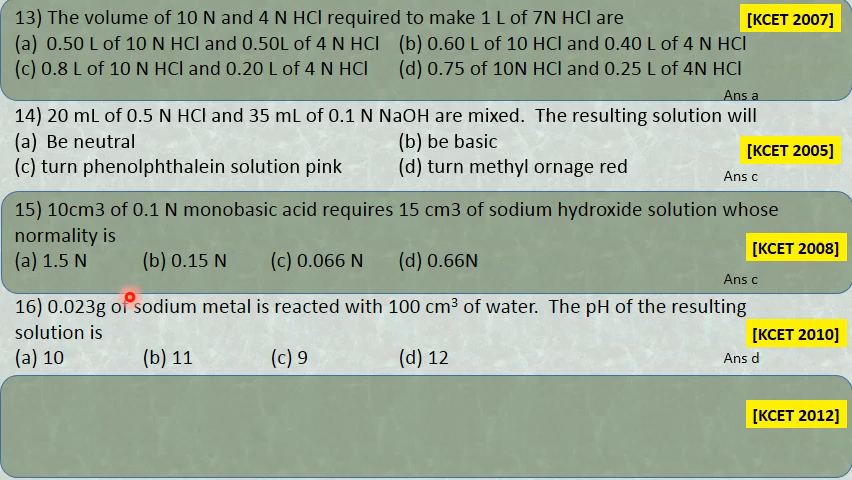 13) The volume of 10 N and 4 N HCl required to make 1 L of 7N HCl are
[KCET 2007]
(a) 0.50 L of 10 N HCl and 0.50L of 4 N HCl (b) 0.60 L of 10 HCl and 0.40 L of 4 N HCl
(c) 0.8 L of 10 N HCl and 0.20 L of 4 N HCl (d) 0.75 of 10N HCl and 0.25 L of 4N HCl
Ans a
14) 20 mL of 0.5 N HCl and 35 mL of 0.1 N NaOH are mixed. The resulting solution will
(a) Be neutral (b) be basic
[KCET 2005]
(c) turn phenolphthalein solution pink (d) turn methyl ornage red
Ans c
15) 10cm3 of 0.1 N monobasic acid requires 15 cm3 of sodium hydroxide solution whose
normality is
[KCET 2008]
(a) 1.5 N (b) 0.15 N (c) 0.066 N (d) 0.66N
Ans c
16) 0.023g of sodium metal is reacted with 100 cm³ of water. The pH of the resulting
solution is
[KCET 2010]
(a) 10 (b) 11 (c) 9 (d) 12
Ans d
[KCET 2012]